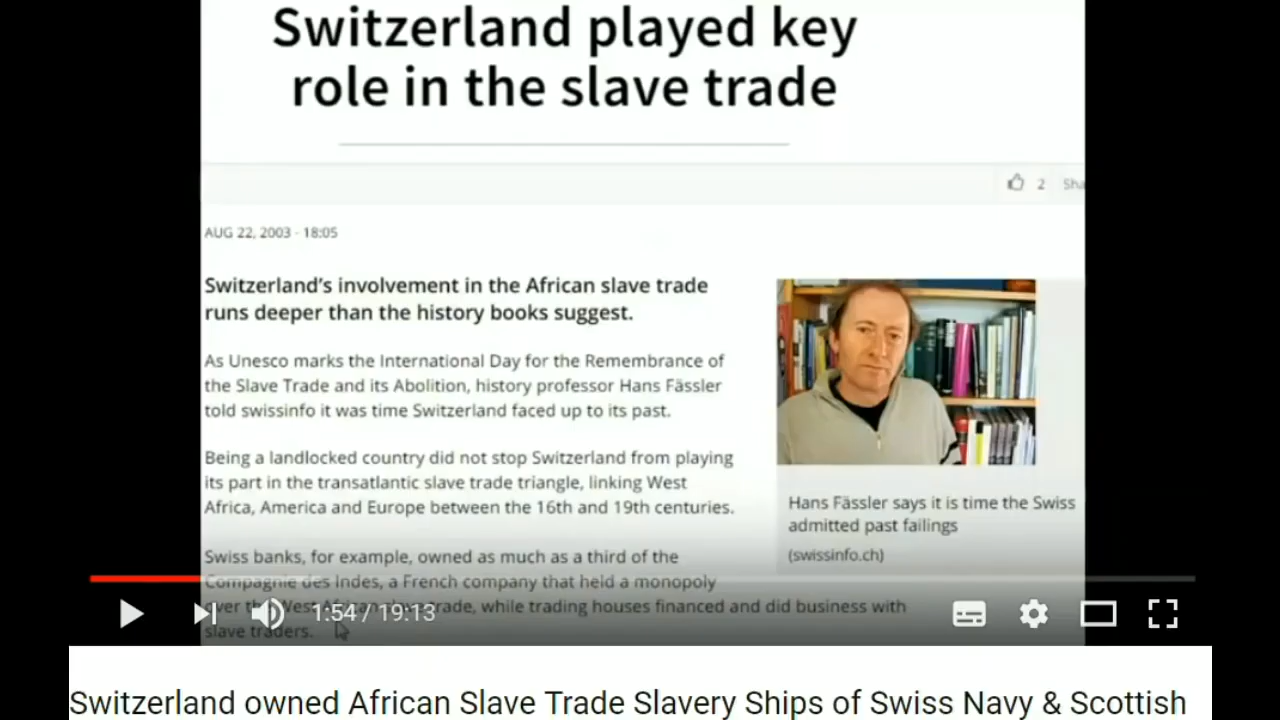 Switzerland played key
role in the slave trade
2
AUG 22, 2003 - 18:05
Switzerland's involvement in the African slave trade
runs deeper than the history books suggest.
As Unesco marks the International Day for the Remembrance of
the Slave Trade and its Abolition, history professor Hans Fässler
told swissinfo it was time Switzerland faced up to its past.
Being a landlocked country did not stop Switzerland from playing
its part in the transatlantic slave trade triangle, linking West
Africa, America and Europe between the 16th and 19th centuries.
Swiss banks, for example, owned as much as a third of the
Compagnie des Indes, a French company that held a monopoly
over the West African slave trade, while trading houses financed and did business with
slave traders.
Hans Fässler says it is time the Swiss
admitted past failings
(swissinfo.ch)
1:54 / 19:13
Switzerland owned African Slave Trade Slavery Ships of Swiss Navy & Scottish